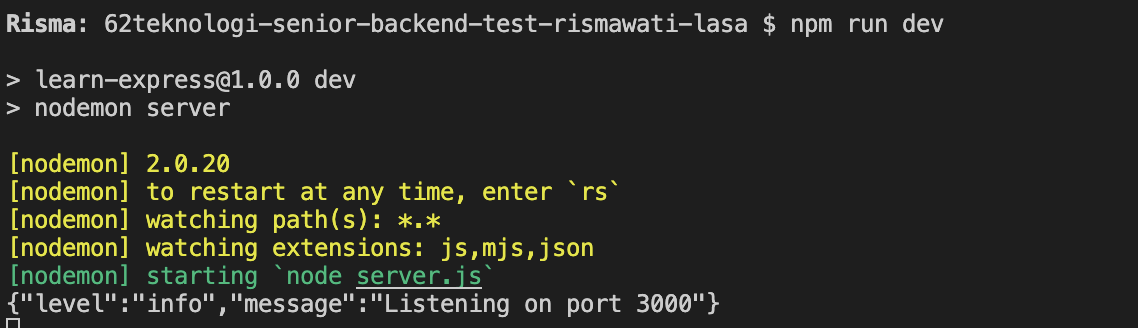 Risma: 62teknologi-senior-backend-test-rismawati-lasa $ npm run dev
> learn-express@1.0.0 dev
> nodemon server
[nodemon] 2.0.20
[nodemon] to restart at any time, enter `rs`
[nodemon] watching path(s): *.*
[nodemon] watching extensions: js,mjs,json
[nodemon] starting `node server.js`
{"level":"info","message":"Listening on port 3000"}